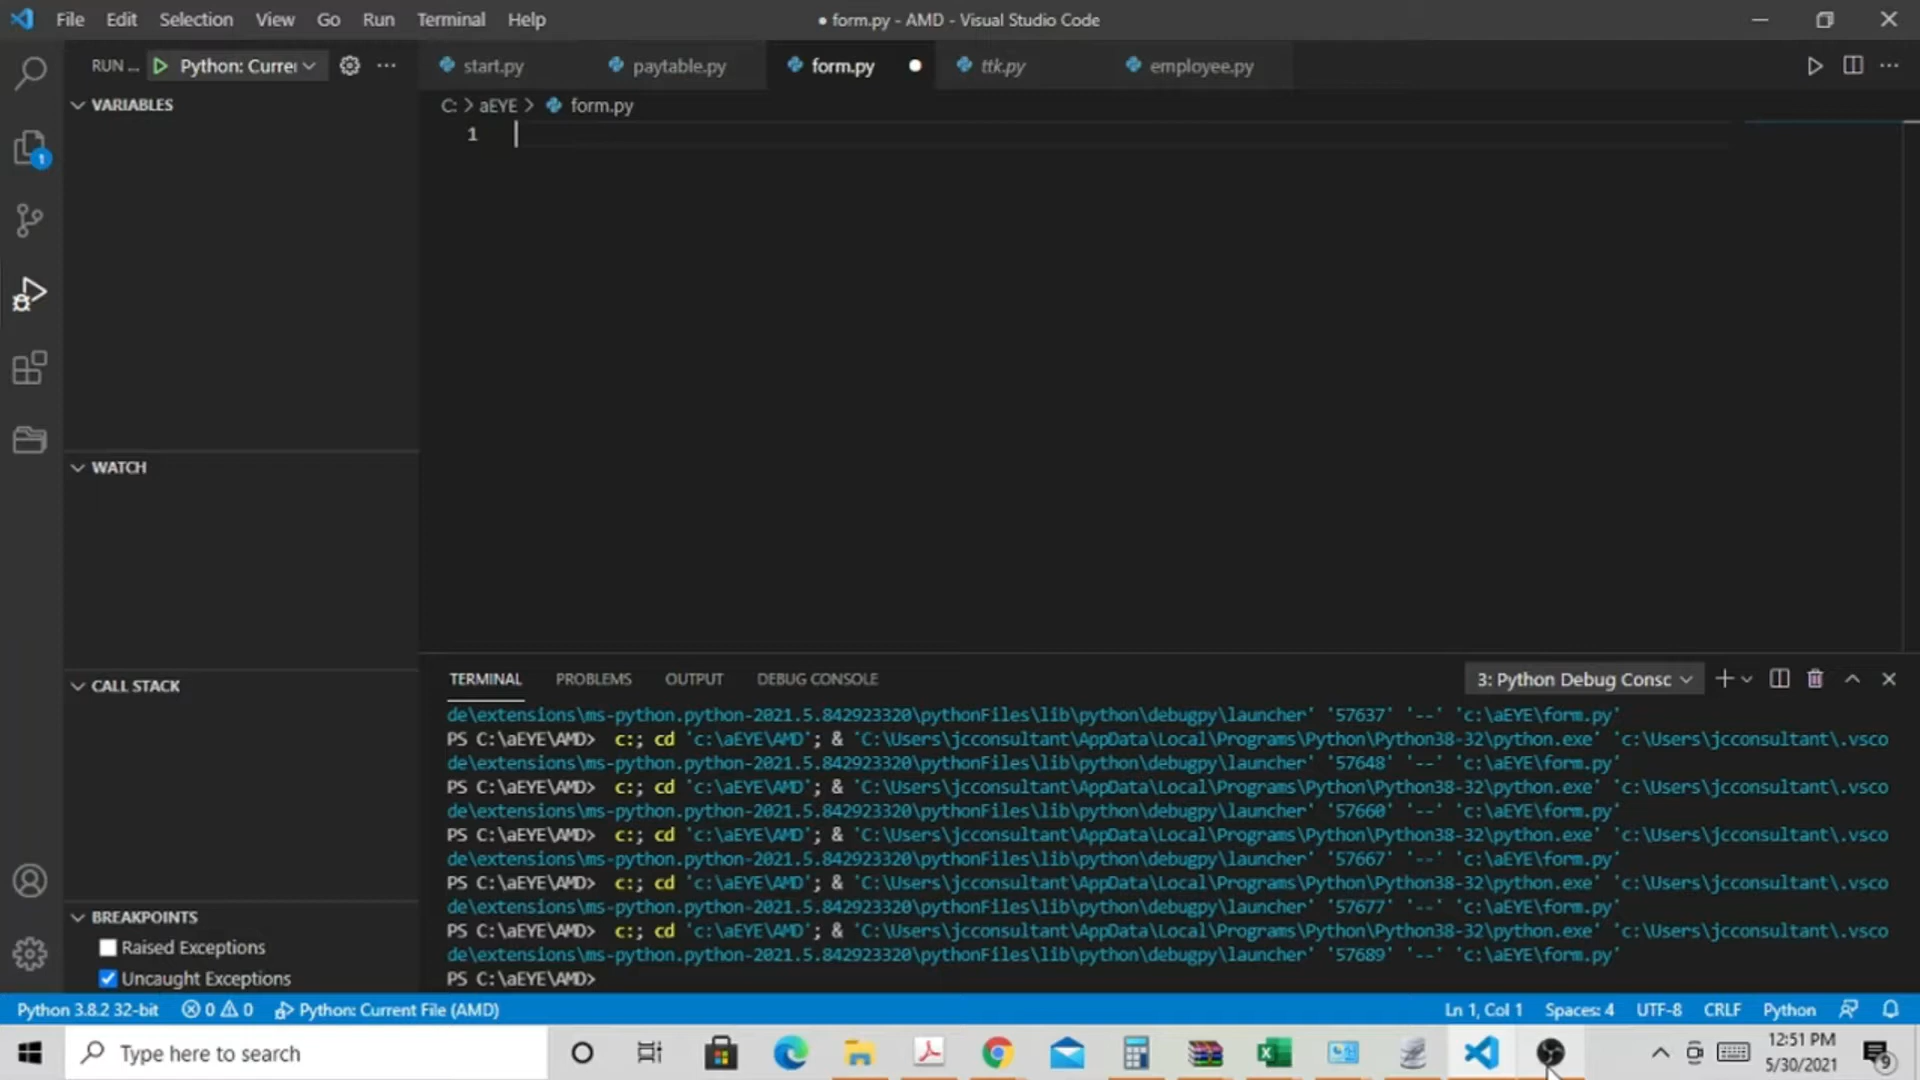 File Edit Selection View Go Run Terminal Help
● form.py - AMD - Visual Studio Code
RUN ... Python: Currei
start.py
paytable.py
form.py
ttk.py
employee.py
VARIABLES
C: > aEYE > form.py
1
1
WATCH
CALL STACK
BREAKPOINTS
Raised Exceptions
Uncaught Exceptions
TERMINAL PROBLEMS OUTPUT DEBUG CONSOLE
3: Python Debug Consc
de\extensions\ms-python.python-2021.5.842923320\pythonFiles\lib\python\debugpy\launcher' '57637' '--' 'c:\aEYE\form.py'
PS C:\aEYE\AMD>  c:; cd 'c:\aEYE\AMD'; & 'C:\Users\jcconsultant\AppData\Local\Programs\Python\Python38-32\python.exe' 'c:\Users\jcconsultant\.vsco
de\extensions\ms-python.python-2021.5.842923320\pythonFiles\lib\python\debugpy\launcher' '57648' '--' 'c:\aEYE\form.py'
PS C:\aEYE\AMD>  c:; cd 'c:\aEYE\AMD'; & 'C:\Users\jcconsultant\AppData\Local\Programs\Python\Python38-32\python.exe' 'c:\Users\jcconsultant\.vsco
de\extensions\ms-python.python-2021.5.842923320\pythonFiles\lib\python\debugpy\launcher' '57660' '--' 'c:\aEYE\form.py'
PS C:\aEYE\AMD>  c:; cd 'c:\aEYE\AMD'; & 'C:\Users\jcconsultant\AppData\Local\Programs\Python\Python38-32\python.exe' 'c:\Users\jcconsultant\.vsco
de\extensions\ms-python.python-2021.5.842923320\pythonFiles\lib\python\debugpy\launcher' '57667' '--' 'c:\aEYE\form.py'
PS C:\aEYE\AMD>  c:; cd 'c:\aEYE\AMD'; & 'C:\Users\jcconsultant\AppData\Local\Programs\Python\Python38-32\python.exe' 'c:\Users\jcconsultant\.vsco
de\extensions\ms-python.python-2021.5.842923320\pythonFiles\lib\python\debugpy\launcher' '57677' '--' 'c:\aEYE\form.py'
PS C:\aEYE\AMD>  c:; cd 'c:\aEYE\AMD'; & 'C:\Users\jcconsultant\AppData\Local\Programs\Python\Python38-32\python.exe' 'c:\Users\jcconsultant\.vsco
de\extensions\ms-python.python-2021.5.842923320\pythonFiles\lib\python\debugpy\launcher' '57689' '--' 'c:\aEYE\form.py'
PS C:\aEYE\AMD>
Python 3.8.2 32-bit 0 0 Python: Current File (AMD) Ln 1, Col 1 Spaces: 4 UTF-8 CRLF Python
Type here to search
12:51 PM
5/30/2021
9